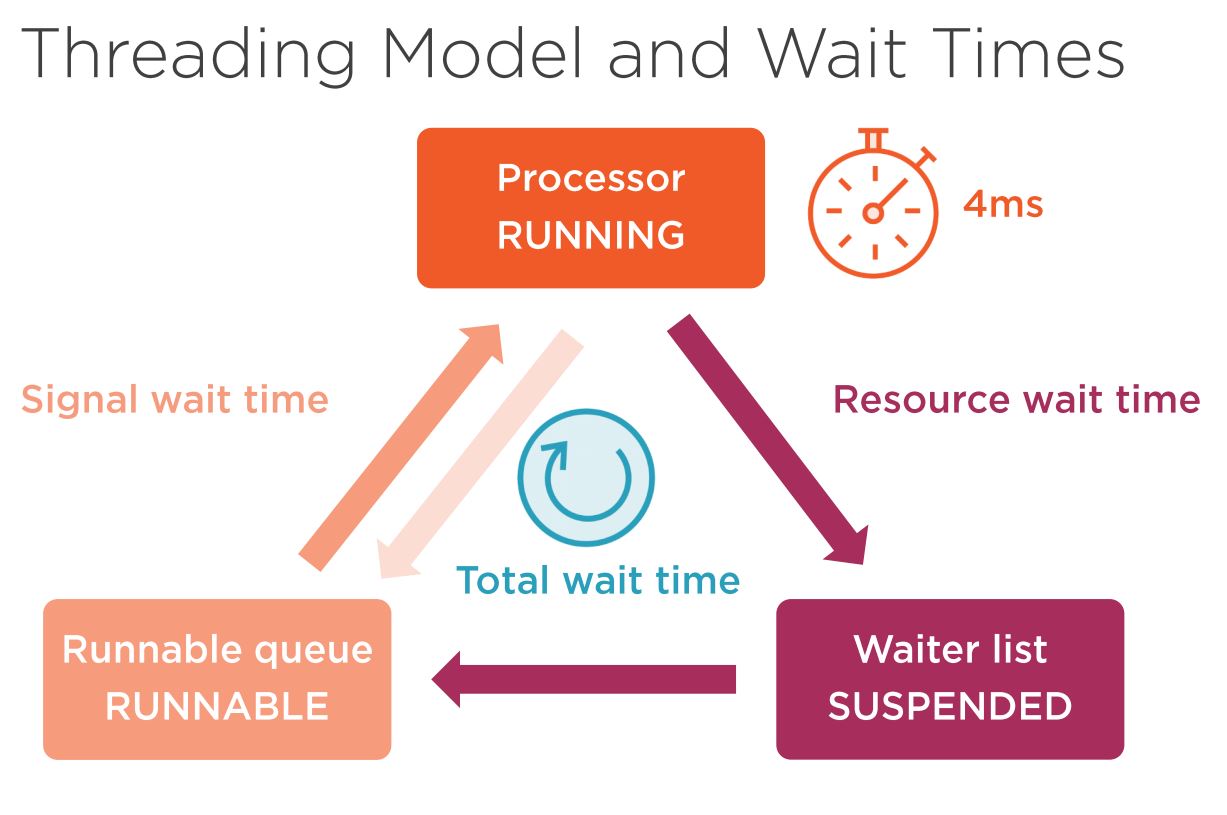 Threading Model and Wait Times
Processor
RUNNING
4ms
Signal wait time
Resource wait time
Total wait time
Runnable queue
RUNNABLE
Waiter list
SUSPENDED